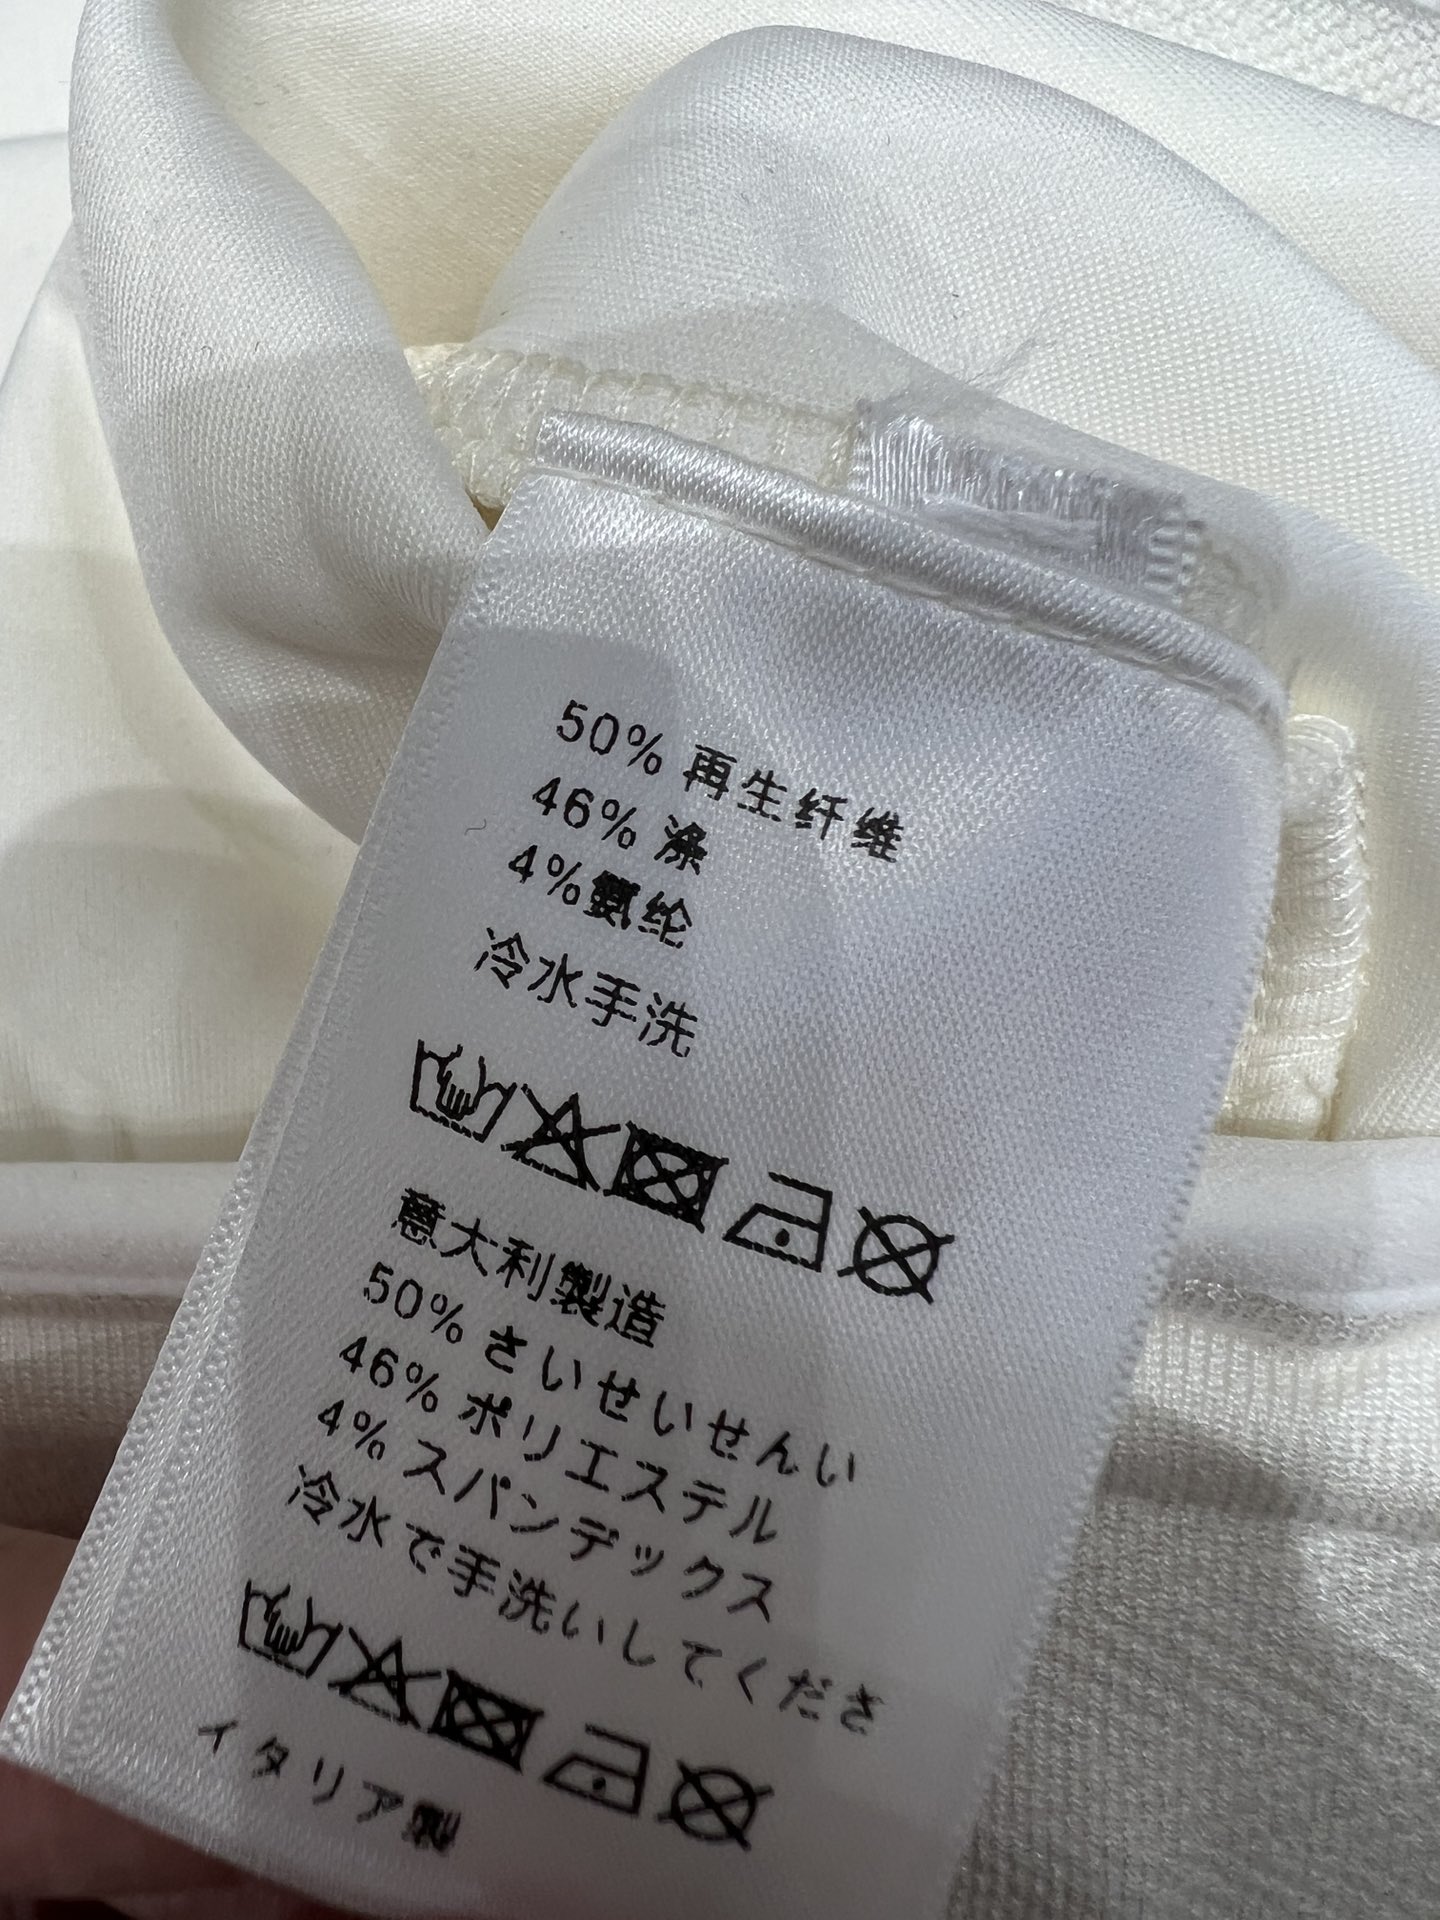 50% 再生纤维
46% 涤
4%氨纶
冷水手洗
意大利製造
50% さいせいせんい
46% ポリエステル
4% スパンデックス
冷水で手洗いしてくださ
イタリア製